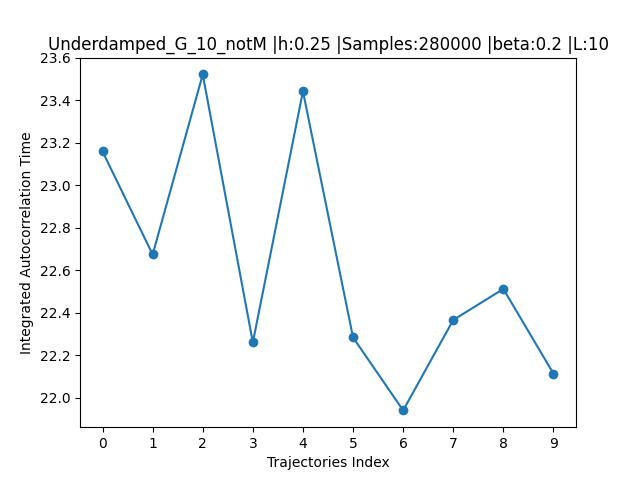 Underdamped_G_10_notM |h:0.25 |Samples:280000 |beta:0.2 |L:10
23.6
23.4
23.2
23.0
22.8
22.6
22.4
22.2
22.0
Integrated Autocorrelation Time
0 1 2 3 4 5 6 7 8 9
Trajectories Index